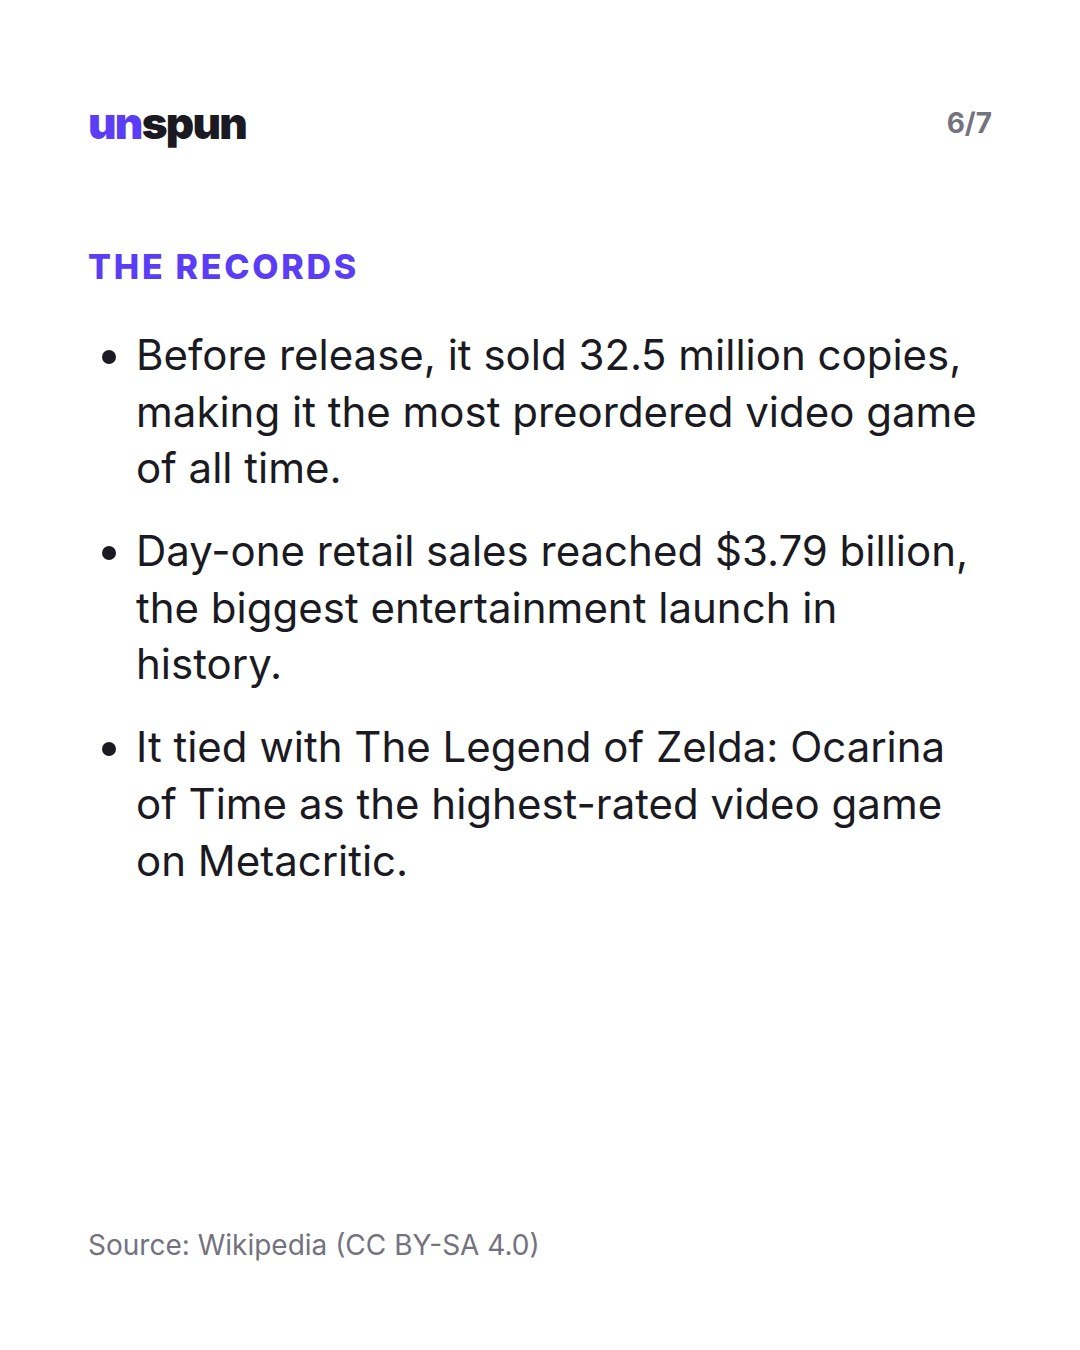 unspun
6/7
THE RECORDS
• Before release, it sold 32.5 million copies,
making it the most preordered video game
of all time.
• Day-one retail sales reached $3.79 billion,
the biggest entertainment launch in
history.
• It tied with The Legend of Zelda: Ocarina
of Time as the highest-rated video game
on Metacritic.
Source: Wikipedia (CC BY-SA 4.0)